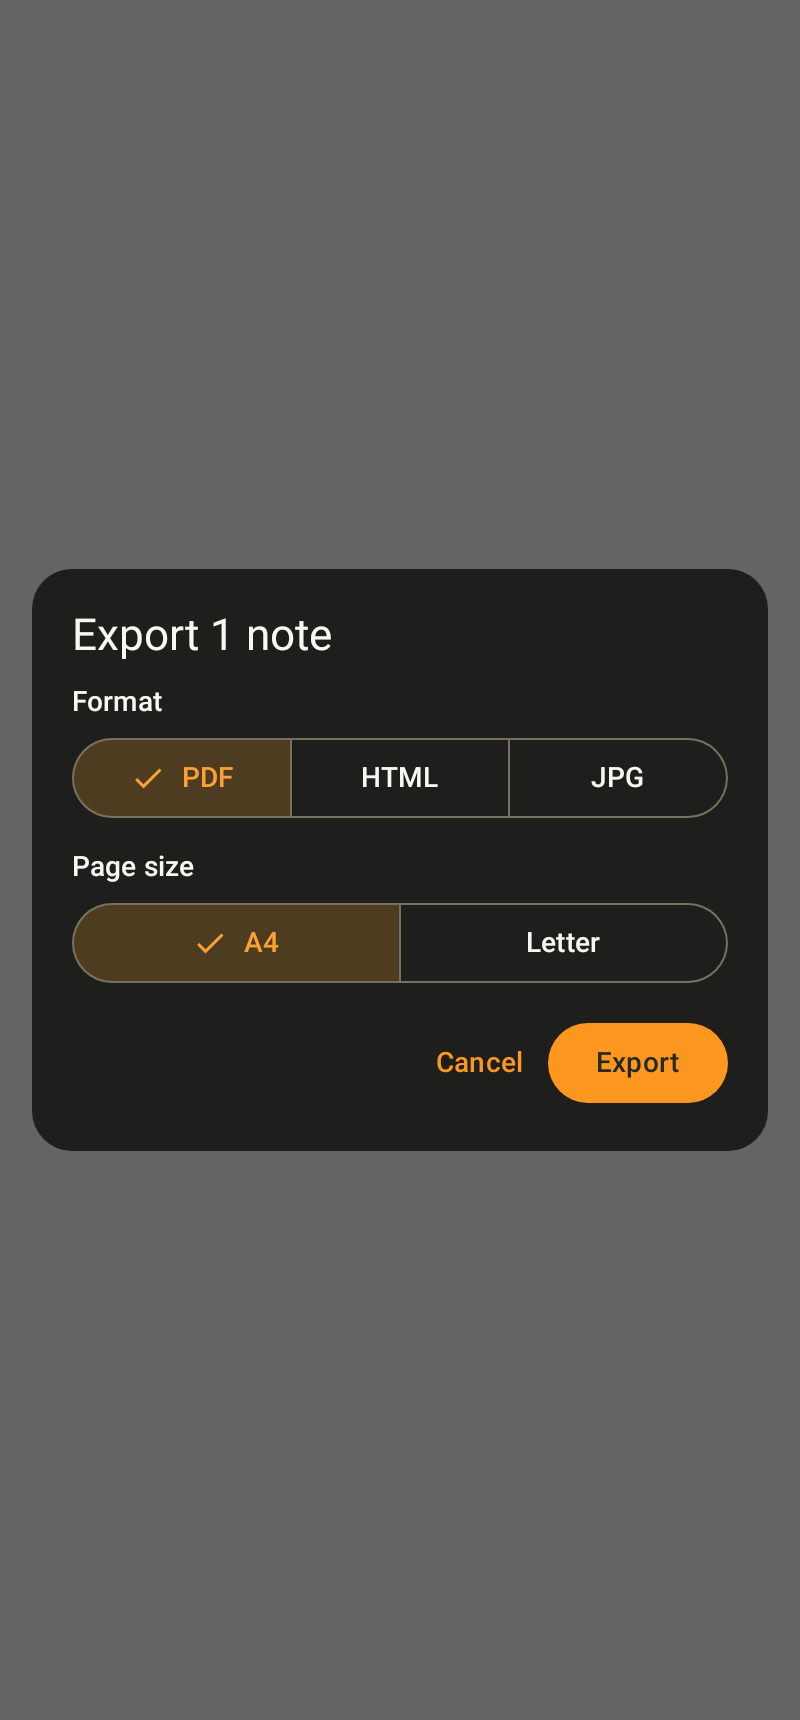 Export 1 note
Format
PDF HTML JPG
Page size
A4 Letter
Cancel Export